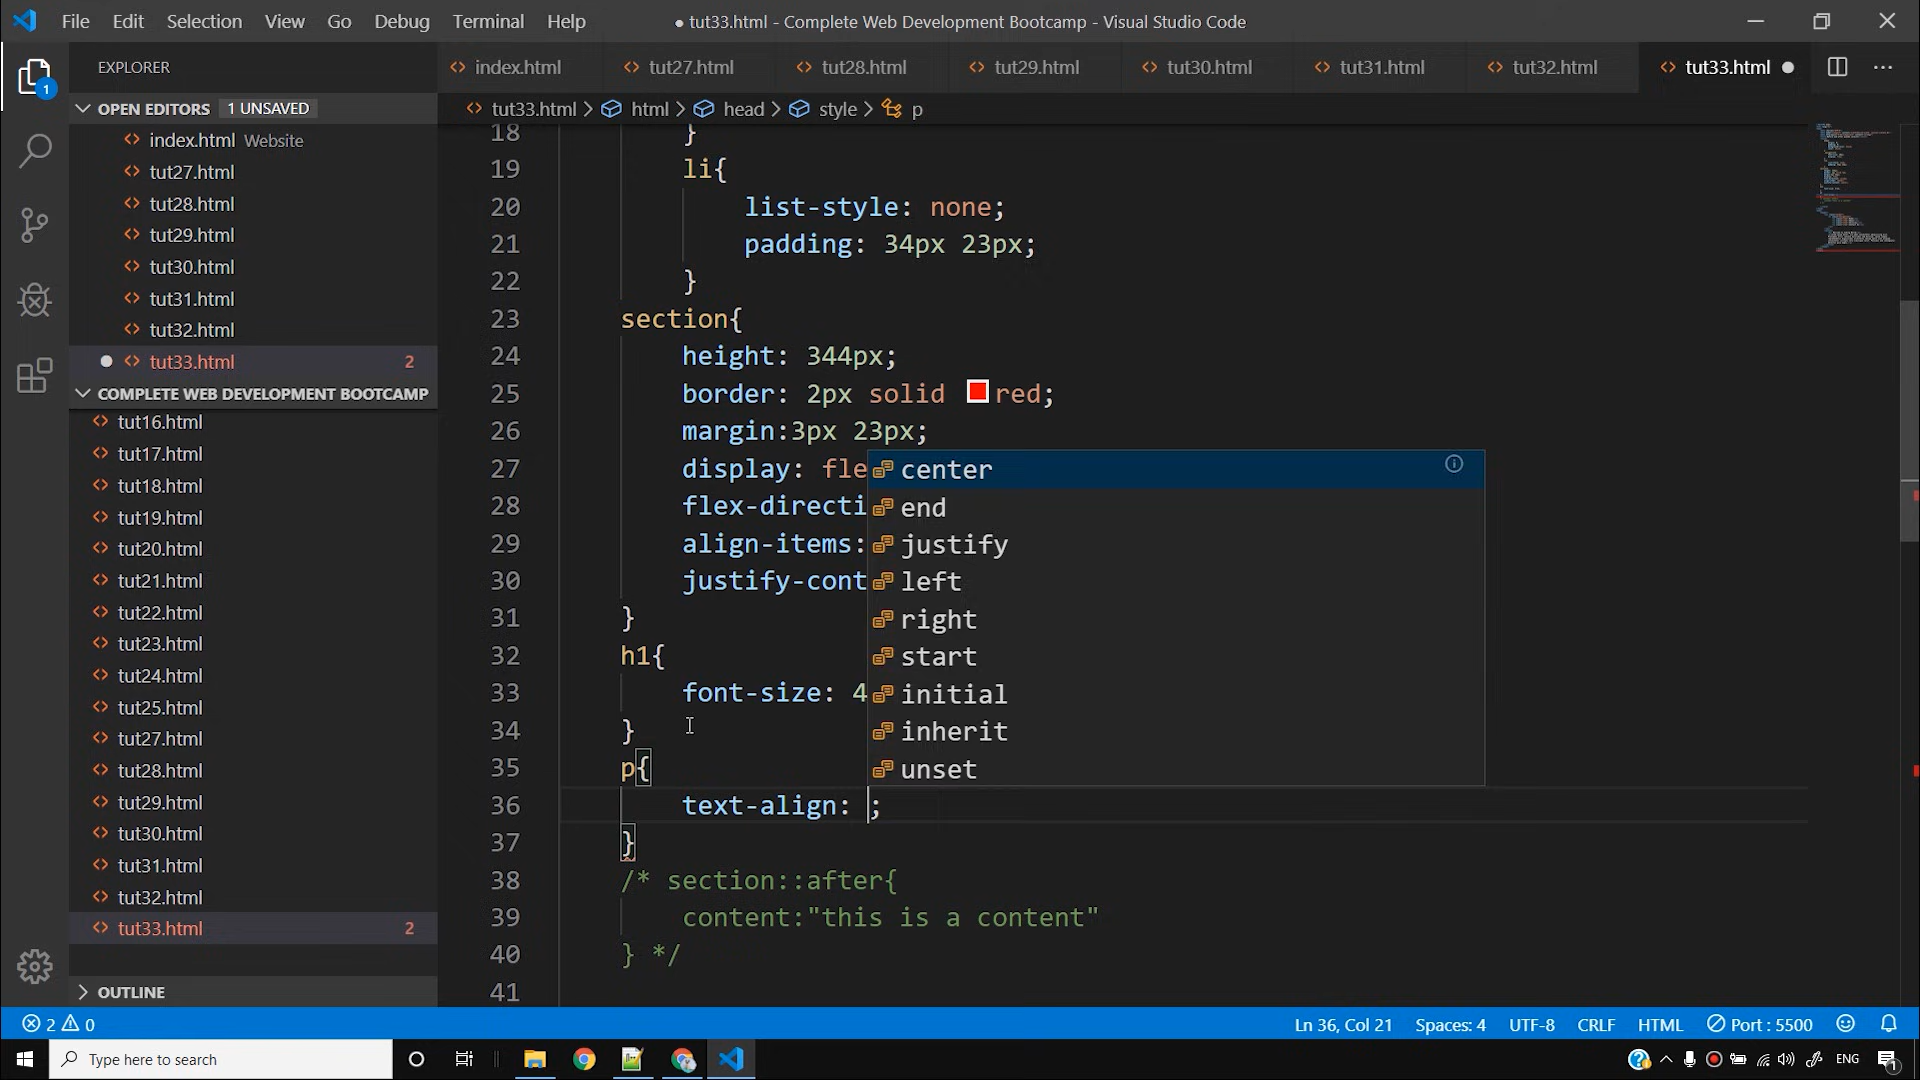 File Edit Selection View Go Debug Terminal Help
● tut33.html - Complete Web Development Bootcamp - Visual Studio Code
1
EXPLORER
OPEN EDITORS 1 UNSAVED
index.html Website
tut27.html
tut28.html
tut29.html
tut30.html
tut31.html
tut32.html
tut33.html 2
COMPLETE WEB DEVELOPMENT BOOTCAMP
tut16.html
tut17.html
tut18.html
tut19.html
tut20.html
tut21.html
tut22.html
tut23.html
tut24.html
tut25.html
tut27.html
tut28.html
tut29.html
tut30.html
tut31.html
tut32.html
tut33.html 2
OUTLINE
index.html tut27.html tut28.html tut29.html tut30.html tut31.html tut32.html tut33.html
tut33.html > html > head > style > p
18 }
19 li{
20 list-style: none;
21 padding: 34px 23px;
22 }
23 section{
24 height: 344px;
25 border: 2px solid red;
26 margin:3px 23px;
27 display: fle
28 flex-directi
29 align-items:
30 justify-cont
31 }
32 h1{
33 font-size: 4
34 }
35 p{
36 text-align: ;
37 }
38 /* section::after{
39 content:"this is a content"
40 } */
41
center
end
justify
left
right
start
initial
inherit
unset
2 0
Ln 36, Col 21 Spaces: 4 UTF-8 CRLF HTML Port : 5500
Type here to search
ENG
1